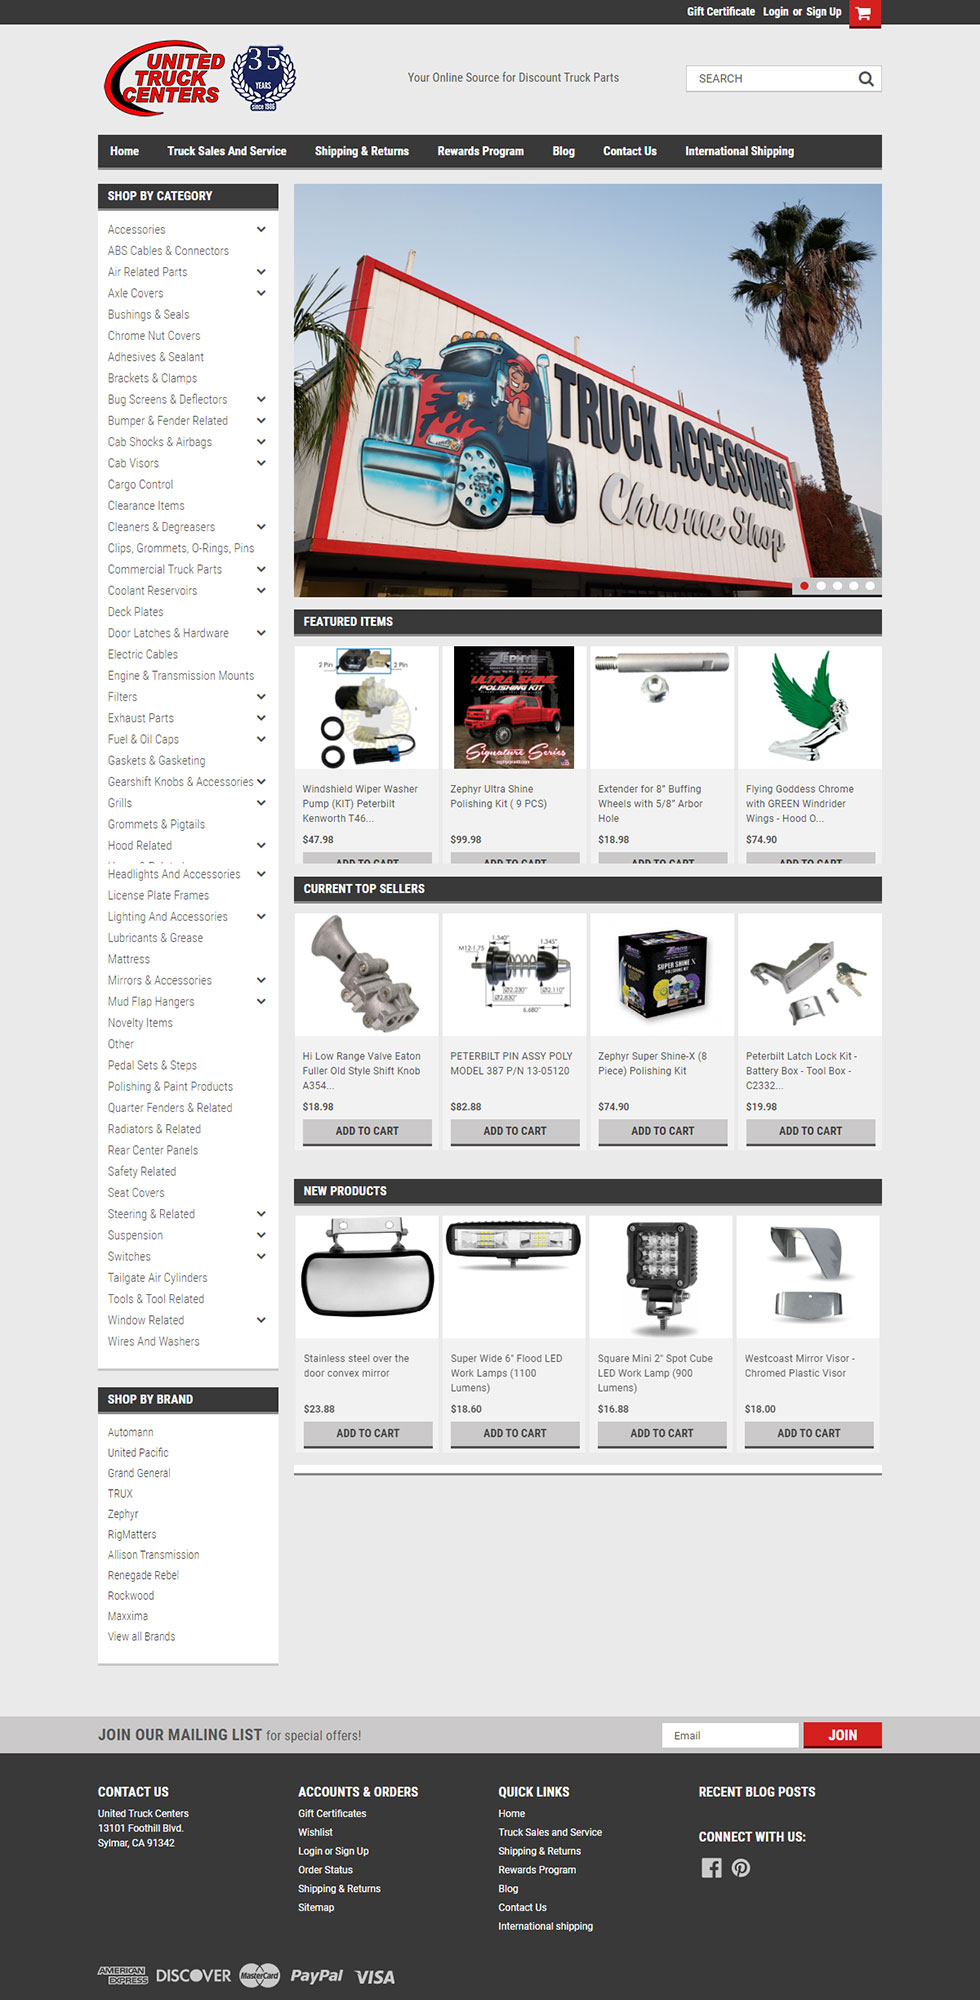 Gift Certificate Login or Sign Up
UNITED
TRUCK
CENTERS
35
YEARS
since 1986
Your Online Source for Discount Truck Parts
SEARCH
Home Truck Sales And Service Shipping & Returns Rewards Program Blog Contact Us International Shipping
SHOP BY CATEGORY
Accessories
ABS Cables & Connectors
Air Related Parts
Axle Covers
Bushings & Seals
Chrome Nut Covers
Adhesives & Sealant
Brackets & Clamps
Bug Screens & Deflectors
Bumper & Fender Related
Cab Shocks & Airbags
Cab Visors
Cargo Control
Clearance Items
Cleaners & Degreasers
Clips, Grommets, O-Rings, Pins
Commercial Truck Parts
Coolant Reservoirs
Deck Plates
Door Latches & Hardware
Electric Cables
Engine & Transmission Mounts
Filters
Exhaust Parts
Fuel & Oil Caps
Gaskets & Gasketing
Gearshift Knobs & Accessories
Grills
Grommets & Pigtails
Hood Related
Headlights And Accessories
License Plate Frames
Lighting And Accessories
Lubricants & Grease
Mattress
Mirrors & Accessories
Mud Flap Hangers
Novelty Items
Other
Pedal Sets & Steps
Polishing & Paint Products
Quarter Fenders & Related
Radiators & Related
Rear Center Panels
Safety Related
Seat Covers
Steering & Related
Suspension
Switches
Tailgate Air Cylinders
Tools & Tool Related
Window Related
Wires And Washers
SHOP BY BRAND
Automann
United Pacific
Grand General
TRUX
Zephyr
RigMatters
Allison Transmission
Renegade Rebel
Rockwood
Maxxima
View all Brands
TRUCK ACCESSORIES
Chrome Shop
FEATURED ITEMS
2 Pin 2 Pin
ZEPHYR
ULTRA SHINE
POLISHING KIT
Signature Series
Windshield Wiper Washer
Pump (KIT) Peterbilt
Kenworth T46...
$47.98
ADD TO CART
Zephyr Ultra Shine
Polishing Kit ( 9 PCS)
$99.98
ADD TO CART
Extender for 8" Buffing
Wheels with 5/8" Arbor
Hole
$18.98
ADD TO CART
Flying Goddess Chrome
with GREEN Windrider
Wings - Hood O...
$74.90
ADD TO CART
CURRENT TOP SELLERS
1.340" 1.345"
M12-1.75
Ø2.230" Ø2.110"
Ø2.830"
6.680"
SUPER SHINE X
POLISHING KIT
Hi Low Range Valve Eaton
Fuller Old Style Shift Knob
A354...
$18.98
ADD TO CART
PETERBILT PIN ASSY POLY
MODEL 387 P/N 13-05120
$82.88
ADD TO CART
Zephyr Super Shine-X (8
Piece) Polishing Kit
$74.90
ADD TO CART
Peterbilt Latch Lock Kit -
Battery Box - Tool Box -
C2332...
$19.98
ADD TO CART
NEW PRODUCTS
Stainless steel over the
door convex mirror
$23.88
ADD TO CART
Super Wide 6" Flood LED
Work Lamps (1100
Lumens)
$18.60
ADD TO CART
Square Mini 2" Spot Cube
LED Work Lamp (900
Lumens)
$16.88
ADD TO CART
Westcoast Mirror Visor -
Chromed Plastic Visor
$18.00
ADD TO CART
JOIN OUR MAILING LIST for special offers!
Email
JOIN
CONTACT US
United Truck Centers
13101 Foothill Blvd.
Sylmar, CA 91342
ACCOUNTS & ORDERS
Gift Certificates
Wishlist
Login or Sign Up
Order Status
Shipping & Returns
Sitemap
QUICK LINKS
Home
Truck Sales and Service
Shipping & Returns
Rewards Program
Blog
Contact Us
International shipping
RECENT BLOG POSTS
CONNECT WITH US:
AMERICAN EXPRESS DISCOVER MasterCard PayPal VISA